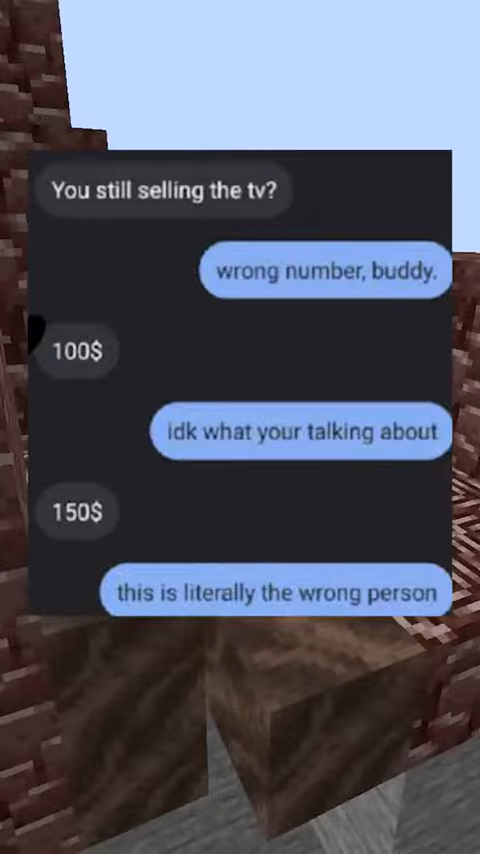 You still selling the tv?
wrong number, buddy.
100$
idk what your talking about
150$
this is literally the wrong person